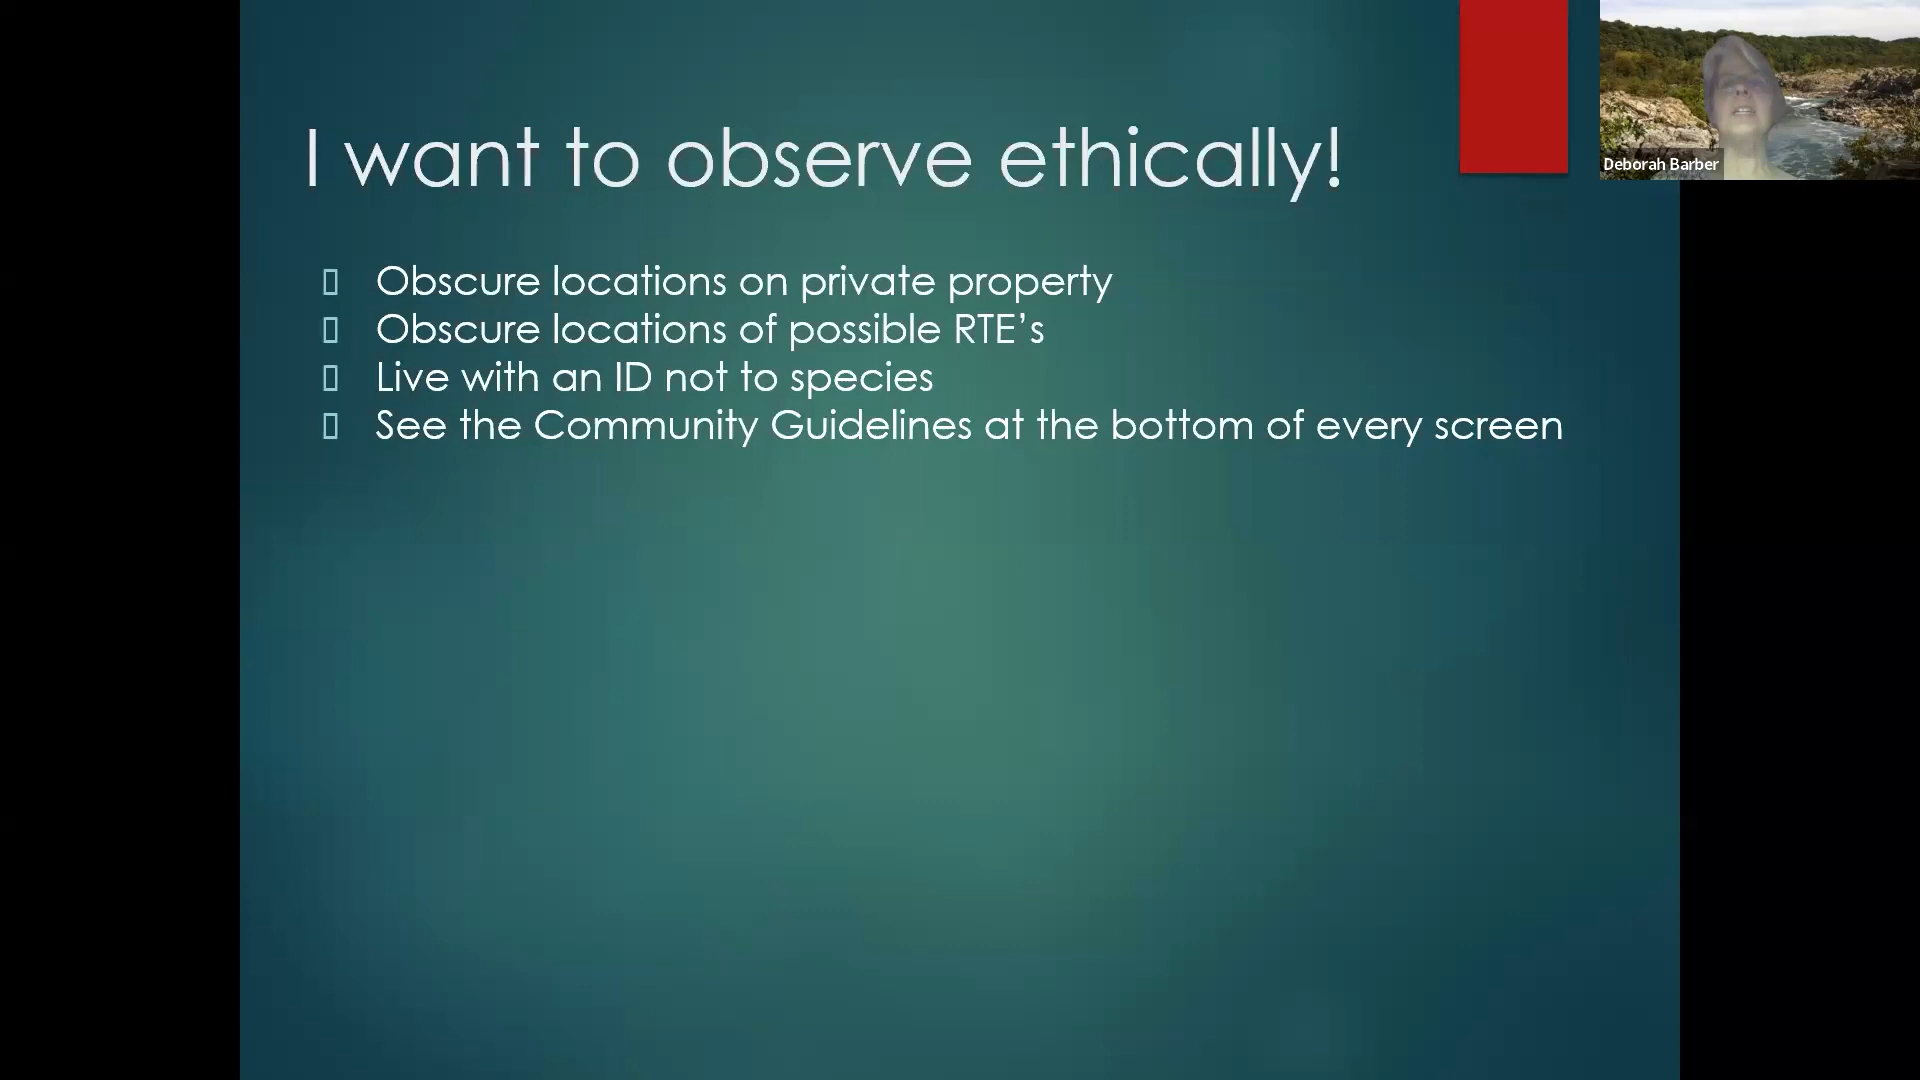 I want to observe ethically!
Obscure locations on private property
Obscure locations of possible RTE’s
Live with an ID not to species
See the Community Guidelines at the bottom of every screen
Deborah Barber